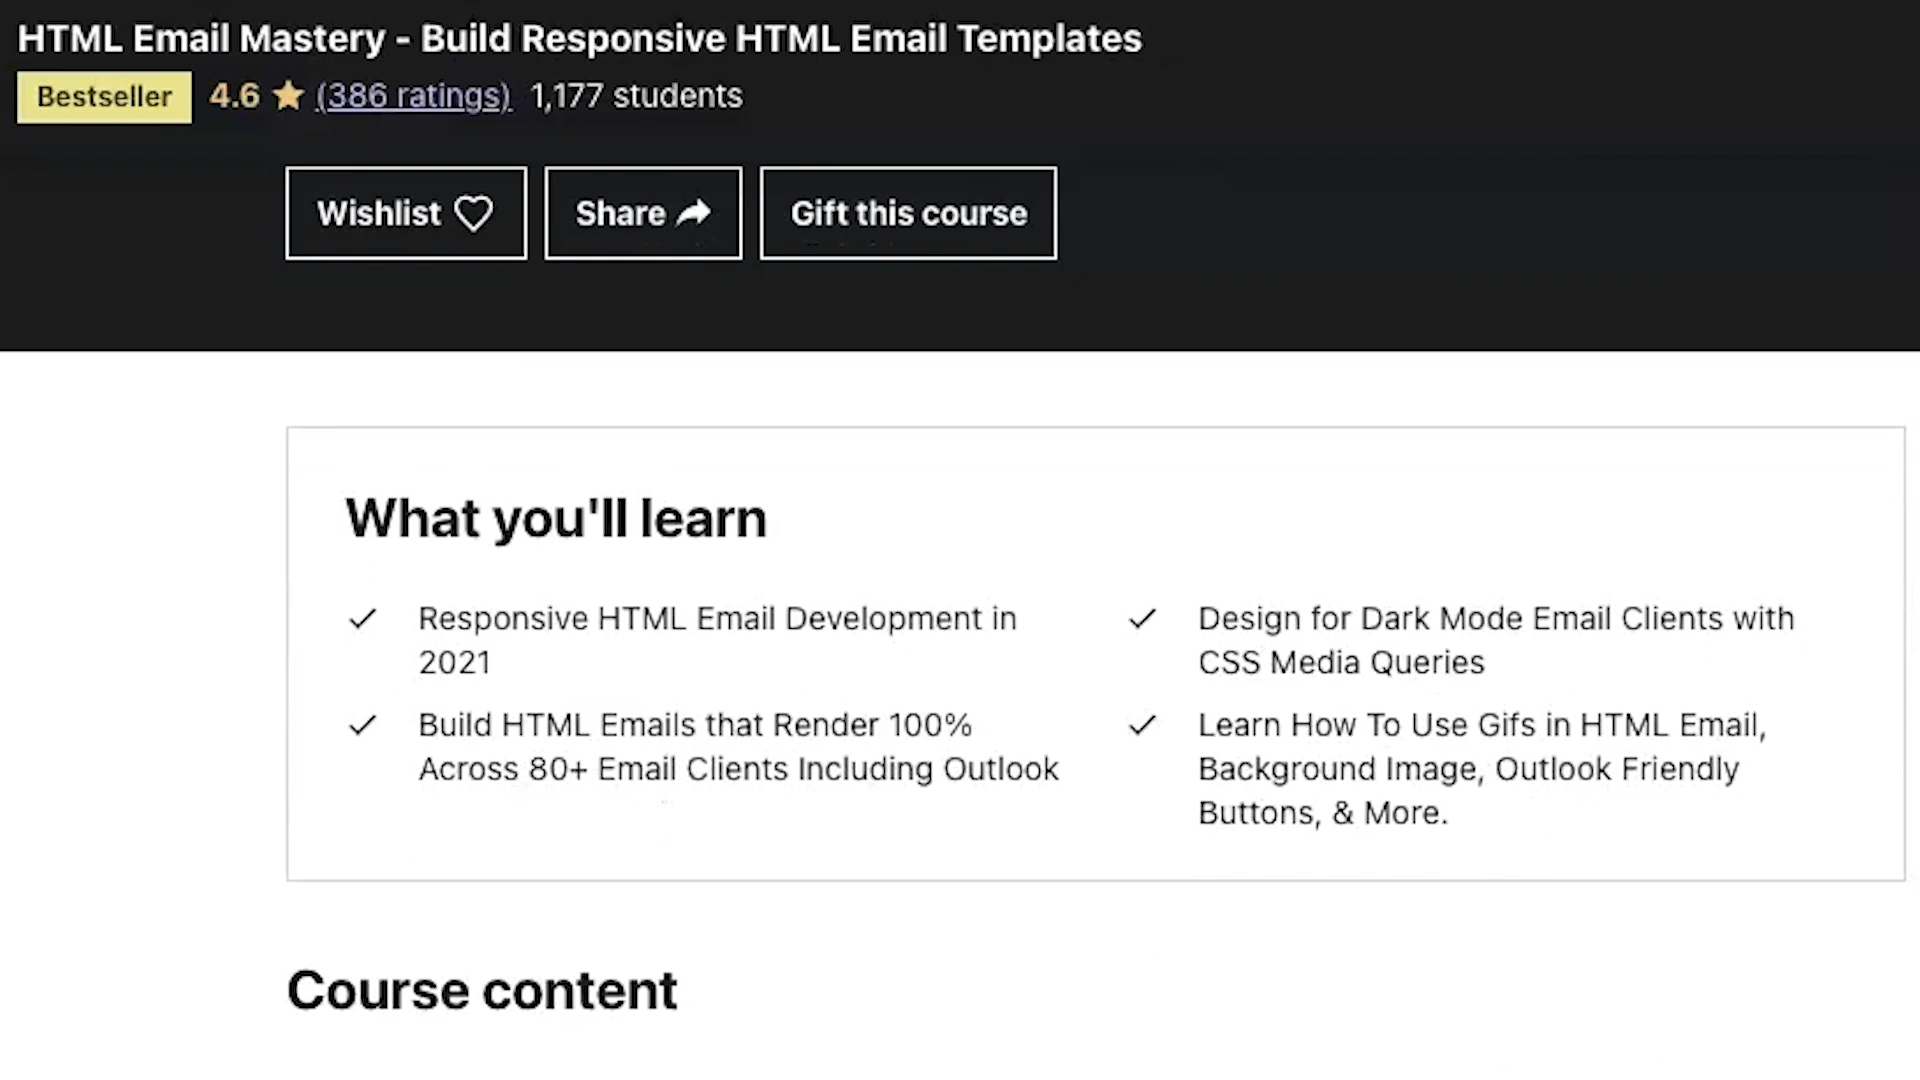 HTML Email Mastery - Build Responsive HTML Email Templates
Bestseller 4.6 (386 ratings) 1,177 students
Wishlist Share Gift this course
What you'll learn
Responsive HTML Email Development in
2021
Build HTML Emails that Render 100%
Across 80+ Email Clients Including Outlook
Design for Dark Mode Email Clients with
CSS Media Queries
Learn How To Use Gifs in HTML Email,
Background Image, Outlook Friendly
Buttons, & More.
Course content